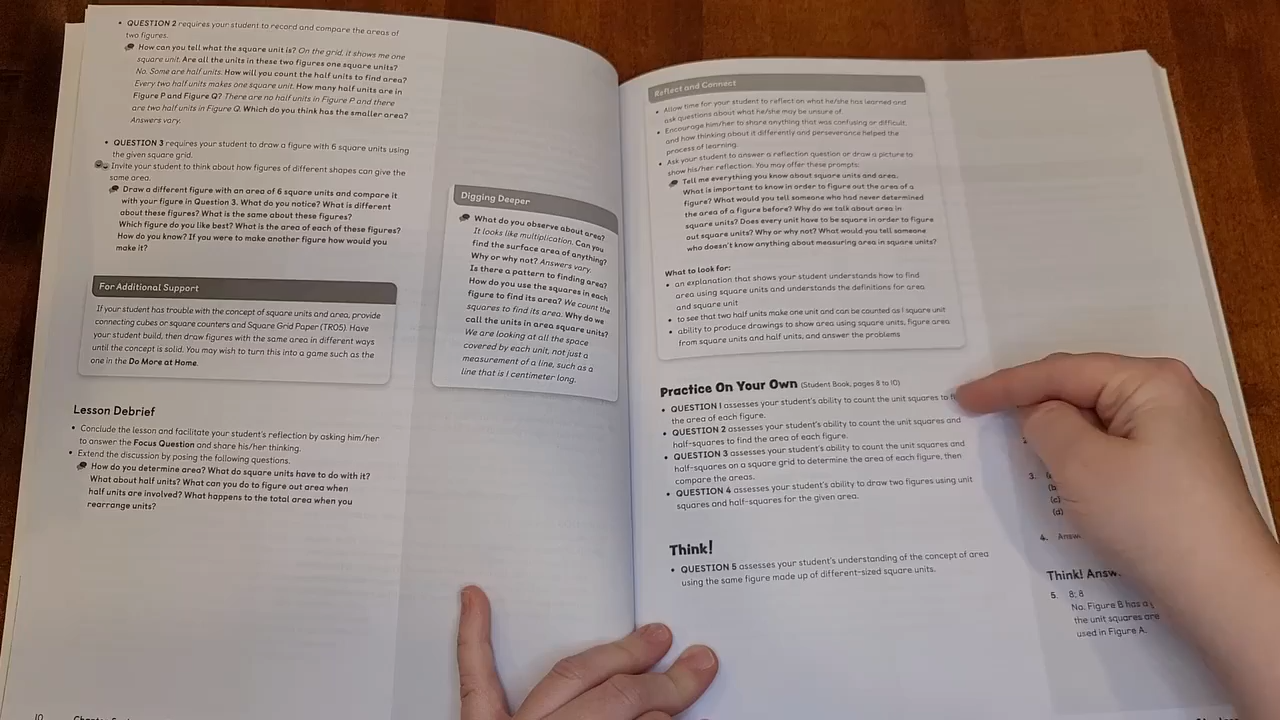 • QUESTION 2 requires your student to record and compare the areas of
two figures.
How can you tell what the square unit is? On the grid, it shows me one
square unit. Are all the units in these two figures one square units?
No. Some are half units. How will you count the half units to find area?
Every two half units makes one square unit. How many half units are in
Figure P and Figure Q? There are no half units in Figure P and there
are two half units in Figure Q. Which do you think has the smaller area?
Answers vary.
• QUESTION 3 requires your student to draw a figure with 6 square units using
the given square grid.
Invite your student to think about how figures of different shapes can give the
same area.
Draw a different figure with an area of 6 square units and compare it
with your figure in Question 3. What do you notice? What is different
about these figures? What is the same about these figures?
Which figure do you like best? What is the area of each of these figures?
How do you know? If you were to make another figure how would you
make it?
For Additional Support
If your student has trouble with the concept of square units and area, provide
connecting cubes or square counters and Square Grid Paper (TR05). Have
your student build, then draw figures with the same area in different ways
until the concept is solid. You may wish to turn this into a game such as the
one in the Do More at Home.
Lesson Debrief
• Conclude the lesson and facilitate your student's reflection by asking him/her
to answer the Focus Question and share his/her thinking.
• Extend the discussion by posing the following questions.
How do you determine area? What do square units have to do with it?
What about half units? What can you do to figure out area when
half units are involved? What happens to the total area when you
rearrange units?
10
Digging Deeper
What do you observe about area?
It looks like multiplication. Can you
find the surface area of anything?
Why or why not? Answers vary.
Is there a pattern to finding area?
How do you use the squares in each
figure to find its area? We count the
squares to find its area. Why do we
call the units in area square units?
We are looking at all the space
covered by each unit, not just a
measurement of a line, such as a
line that is 1 centimeter long.
Reflect and Connect
• Allow time for your student to reflect on what he/she has learned and
ask questions about what he/she may be unsure of.
• Encourage him/her to share anything that was confusing or difficult,
and how thinking about it differently and perseverance helped the
process of learning.
• Ask your student to answer a reflection question or draw a picture to
show his/her reflection. You may offer these prompts:
Tell me everything you know about square units and area.
What is important to know in order to figure out the area of a
figure? What would you tell someone who had never determined
the area of a figure before? Why do we talk about area in
square units? Does every unit have to be square in order to figure
out square units? Why or why not? What would you tell someone
who doesn't know anything about measuring area in square units?
What to look for:
• an explanation that shows your student understands how to find
area using square units and understands the definitions for area
and square unit
• to see that two half units make one unit and can be counted as 1 square unit
• ability to produce drawings to show area using square units, figure area
from square units and half units, and answer the problems
Practice On Your Own (Student Book, pages 8 to 10)
• QUESTION 1 assesses your student's ability to count the unit squares to
the area of each figure.
• QUESTION 2 assesses your student's ability to count the unit squares and
half-squares to find the area of each figure.
• QUESTION 3 assesses your student's ability to count the unit squares and
half-squares on a square grid to determine the area of each figure, then
compare the areas.
• QUESTION 4 assesses your student's ability to draw two figures using unit
squares and half-squares for the given area.
Think!
• QUESTION 5 assesses your student's understanding of the concept of area
using the same figure made up of different-sized square units.
3.
(b
(c)
(d)
4.
Think!
5. 8; 8
No. Figure B has a
the unit squares are
used in Figure A.